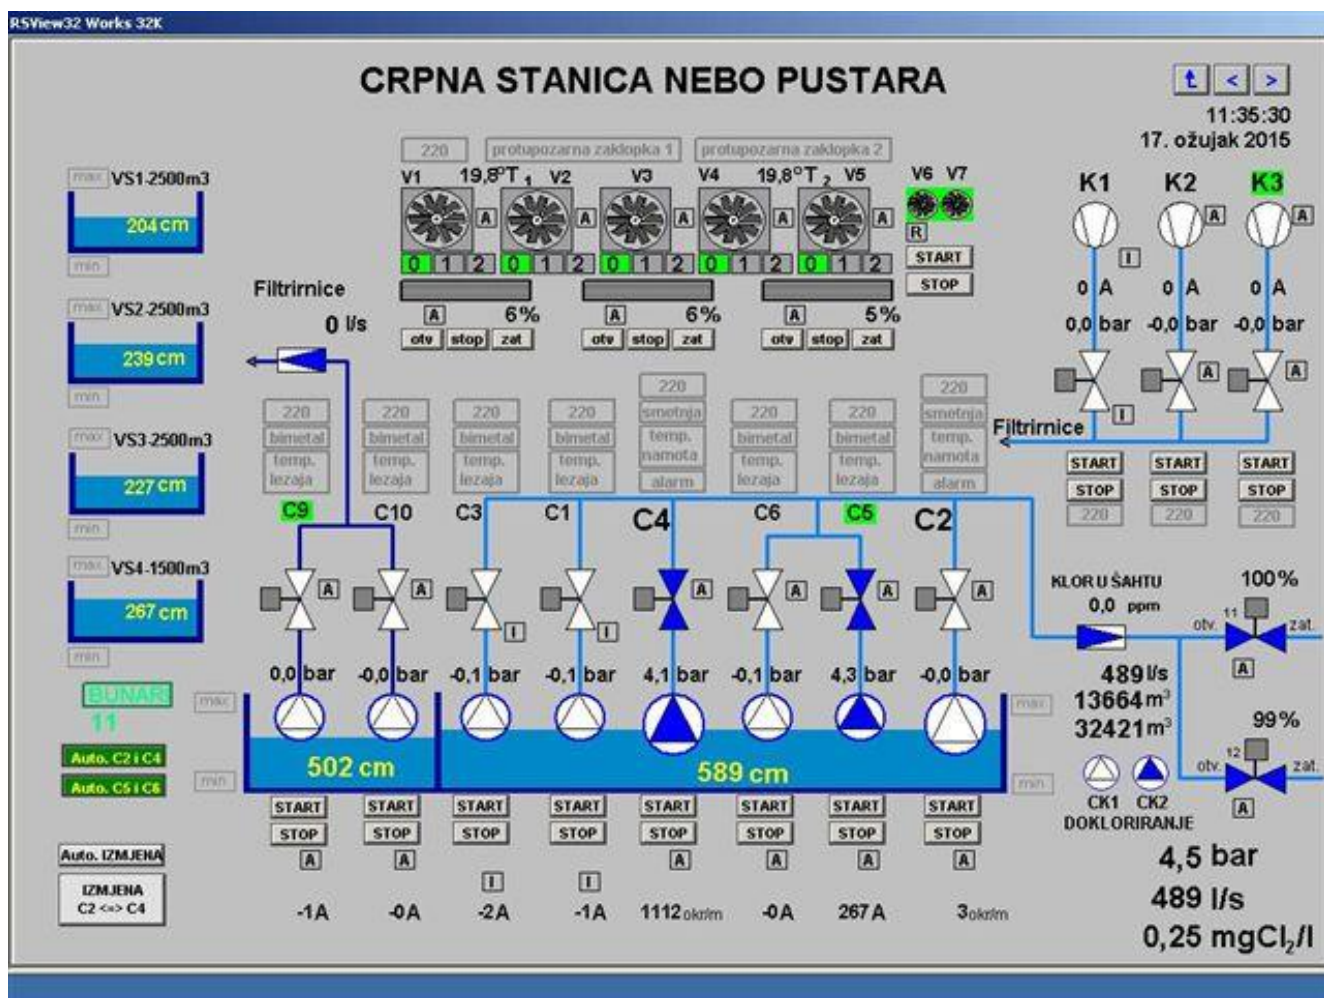 RSView32 Works 32K
CRPNA STANICA NEBO PUSTARA
11:35:30
17. ožujak 2015
220 protupozarna zaklopka 1 protupozarna zaklopka 2
V1 19,8°T 1 V2 V3 V4 19,8°T 2 V5 V6 V7
A A A A A
R
0 1 2 0 1 2 0 1 2 0 1 2 0 1 2
START
STOP
A 6% A 6% A 5%
otv stop zat otv stop zat otv stop zat
max VS1-2500m3
204 cm
min
max VS2-2500m3
239 cm
min
max VS3-2500m3
227 cm
min
max VS4-1500m3
267 cm
min
Filtrirnice
0 l/s
K1 K2 K3
A A
I
0 A 0 A 0 A
0,0 bar -0,0 bar -0,0 bar
A A
I
Filtrirnice
START START START
STOP STOP STOP
220 220 220
220 220 220 220 220 220 220 220
bimetal bimetal bimetal bimetal smetnja bimetal bimetal smetnja
temp. lezaja temp. lezaja temp. lezaja temp. lezaja temp. namota temp. lezaja temp. lezaja temp. namota
alarm alarm
C9 C10 C3 C1 C4 C6 C5 C2
A A I I A A A A
0,0 bar -0,0 bar -0,1 bar -0,1 bar 4,1 bar -0,1 bar 4,3 bar -0,0 bar
max max
502 cm 589 cm
min min
START START START START START START START START
STOP STOP STOP STOP STOP STOP STOP STOP
A A I I A A A A
-1A -0A -2A -1A 1112 okr/m -0A 267 A 3okr/m
BUNARI
11
Auto. C2 i C4
Auto. C5 i C6
Auto. IZMJENA
IZMJENA
C2 <=> C4
KLOR U ŠAHTU
0,0 ppm
489 l/s
13664 m³
32421 m³
CK1 CK2
DOKLORIRANJE
100%
11
otv. zat.
A
99%
12
otv. zat.
A
4,5 bar
489 l/s
0,25 mgCl₂/l